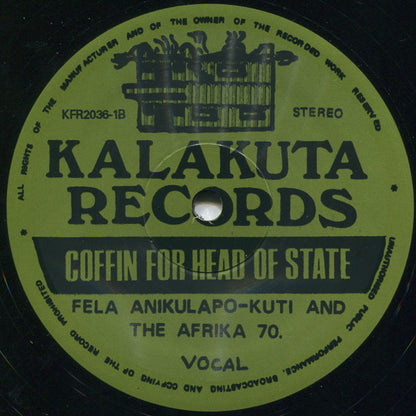 * ALL RIGHTS OF THE MANUFACTURER AND OF THE OWNER OF THE RECORDED WORK RESERVED * UNAUTHORISED PUBLIC PERFORMANCE, BROADCASTING AND COPYING OF THE RECORD PROHIBITED
KFR2036-1B
STEREO
KALAKUTA
RECORDS
COFFIN FOR HEAD OF STATE
FELA ANIKULAPO-KUTI AND
THE AFRIKA 70.
VOCAL